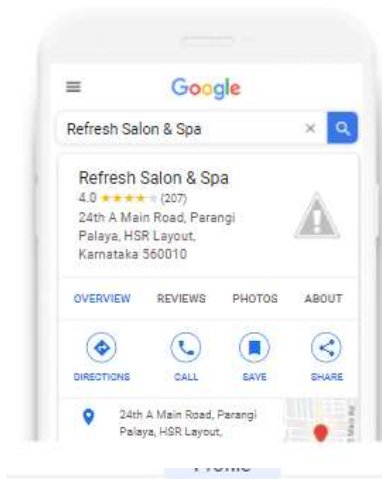 Google
Refresh Salon & Spa
Refresh Salon & Spa
4.0 ★★★★★ (207)
24th A Main Road, Parangi
Palaya, HSR Layout,
Karnataka 560010
OVERVIEW REVIEWS PHOTOS ABOUT
DIRECTIONS CALL SAVE SHARE
24th A Main Road, Parangi
Palaya, HSR Layout,